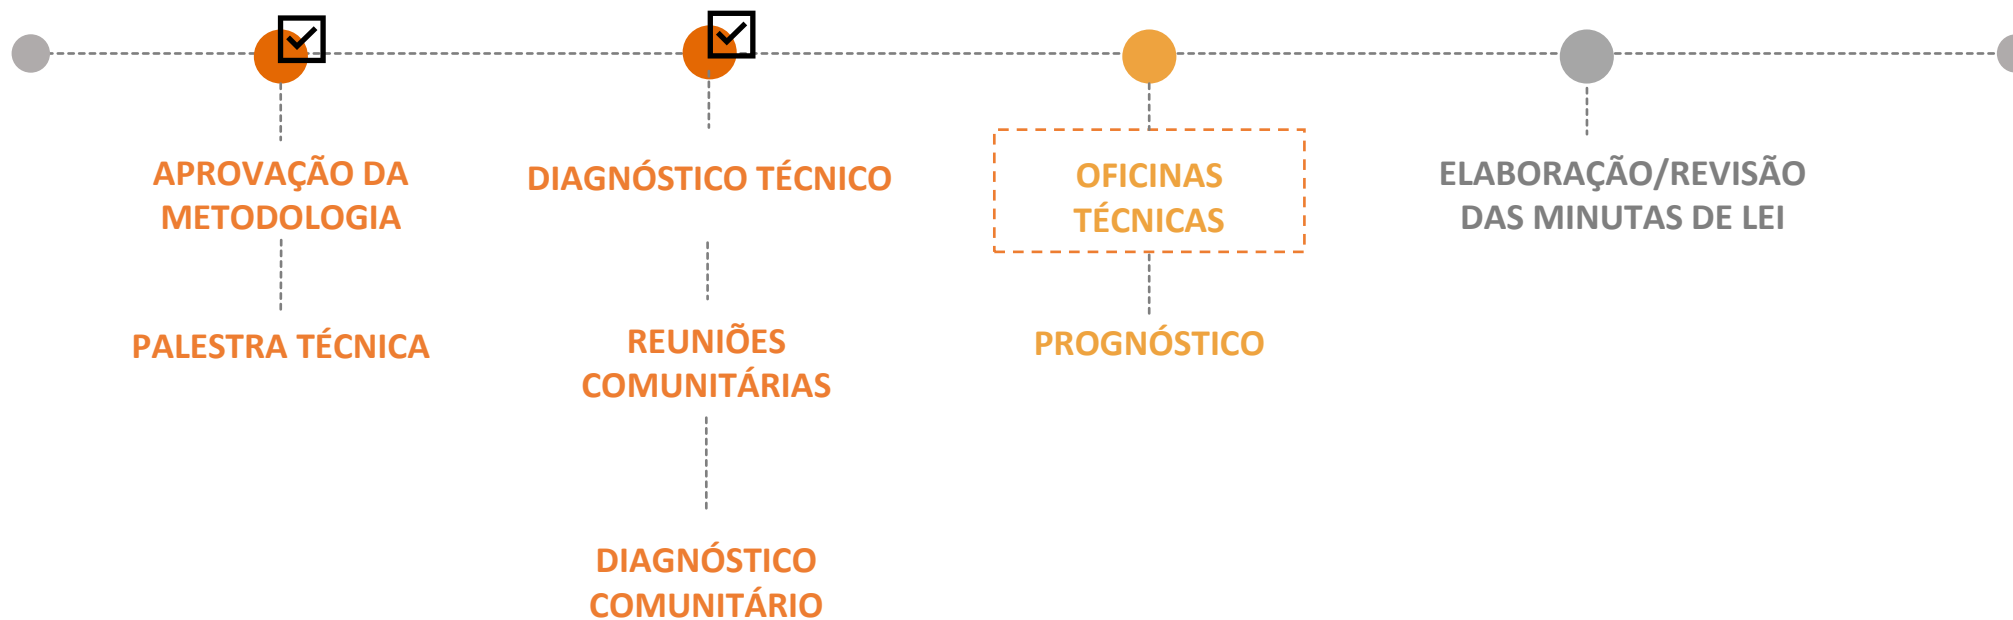 APROVAÇÃO DA
METODOLOGIA
PALESTRA TÉCNICA
DIAGNÓSTICO TÉCNICO
REUNIÕES
COMUNITÁRIAS
DIAGNÓSTICO
COMUNITÁRIO
OFICINAS
TÉCNICAS
PROGNÓSTICO
ELABORAÇÃO/REVISÃO
DAS MINUTAS DE LEI